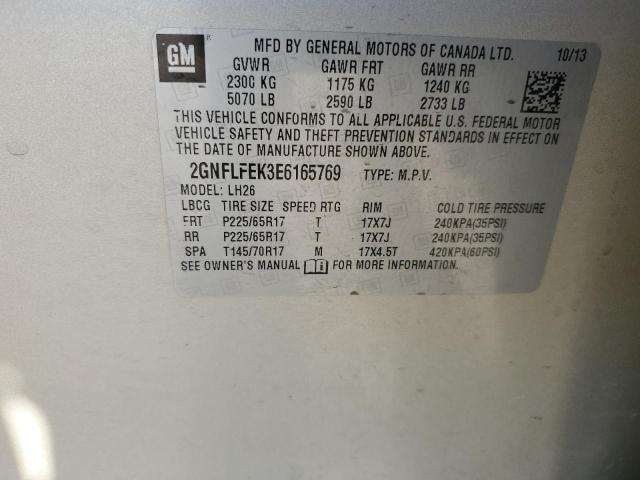 GM MFD BY GENERAL MOTORS OF CANADA LTD. 10/13
GVWR GAWR FRT GAWR RR
2300 KG 1175 KG 1240 KG
5070 LB 2590 LB 2733 LB
THIS VEHICLE CONFORMS TO ALL APPLICABLE U.S. FEDERAL MOTOR
VEHICLE SAFETY AND THEFT PREVENTION STANDARDS IN EFFECT ON
THE DATE OF MANUFACTURE SHOWN ABOVE.
2GNFLFEK3E6165769 TYPE: M.P.V.
MODEL: LH26
LBCG TIRE SIZE SPEED RTG RIM COLD TIRE PRESSURE
FRT P225/65R17 T 17X7J 240KPA(35PSI)
RR P225/65R17 T 17X7J 240KPA(35PSI)
SPA T145/70R17 M 17X4.5T 420KPA(60PSI)
SEE OWNER'S MANUAL FOR MORE INFORMATION.